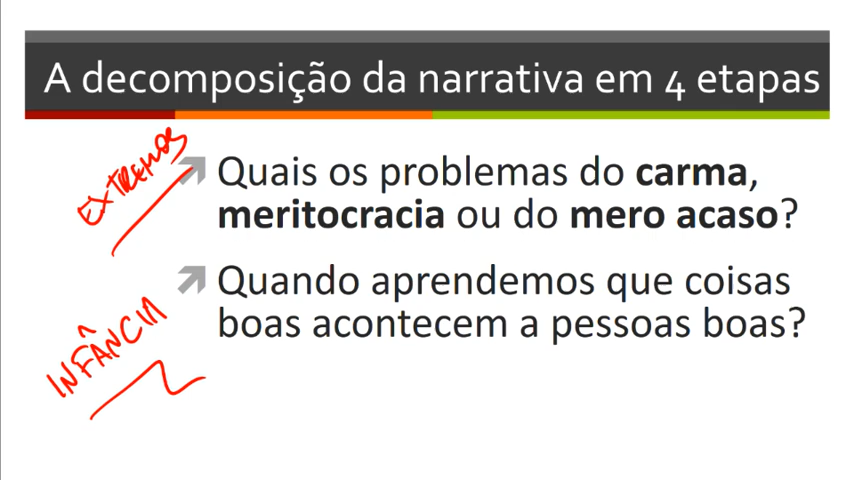 A decomposição da narrativa em 4 etapas
EXTREMOS
Quais os problemas do carma,
meritocracia ou do mero acaso?
INFÂNCIA
Quando aprendemos que coisas
boas acontecem a pessoas boas?